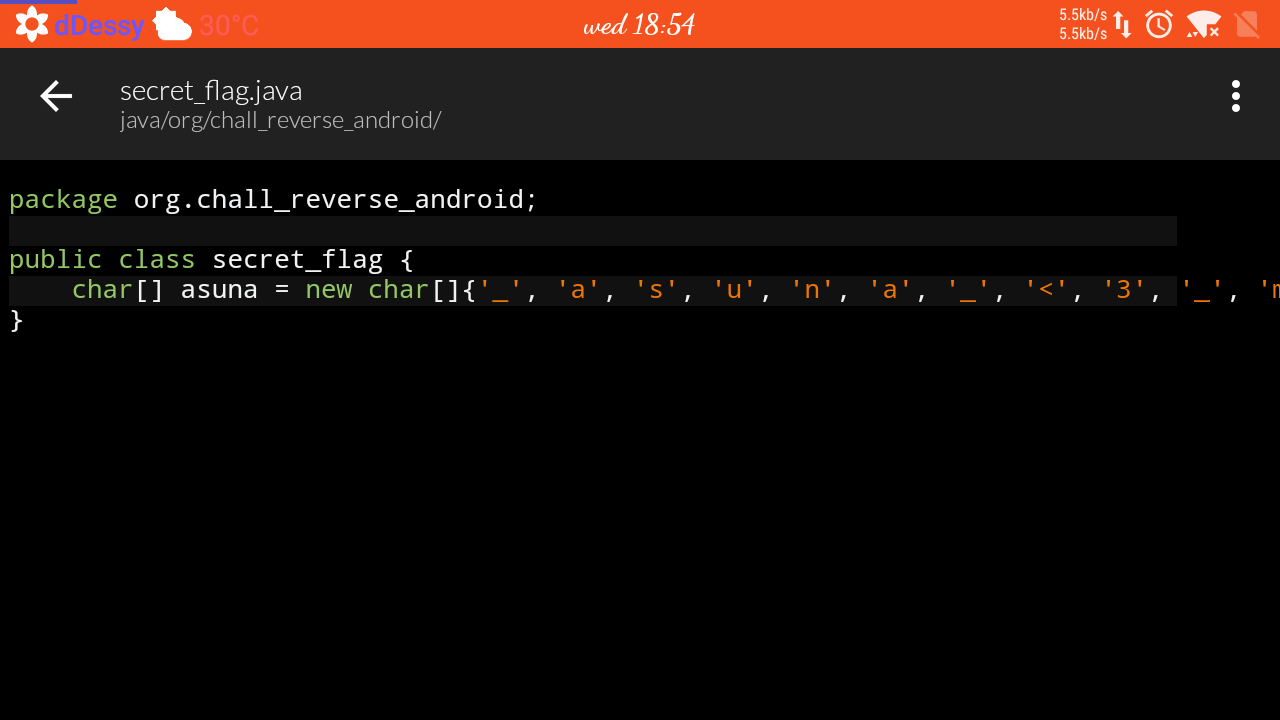 dDessy 30°C wed 18:54 5.5kb/s
5.5kb/s
secret_flag.java
java/org/chall_reverse_android/
package org.chall_reverse_android;
public class secret_flag {
char[] asuna = new char[]{'_', 'a', 's', 'u', 'n', 'a', '_', '<', '3', '_', 
}